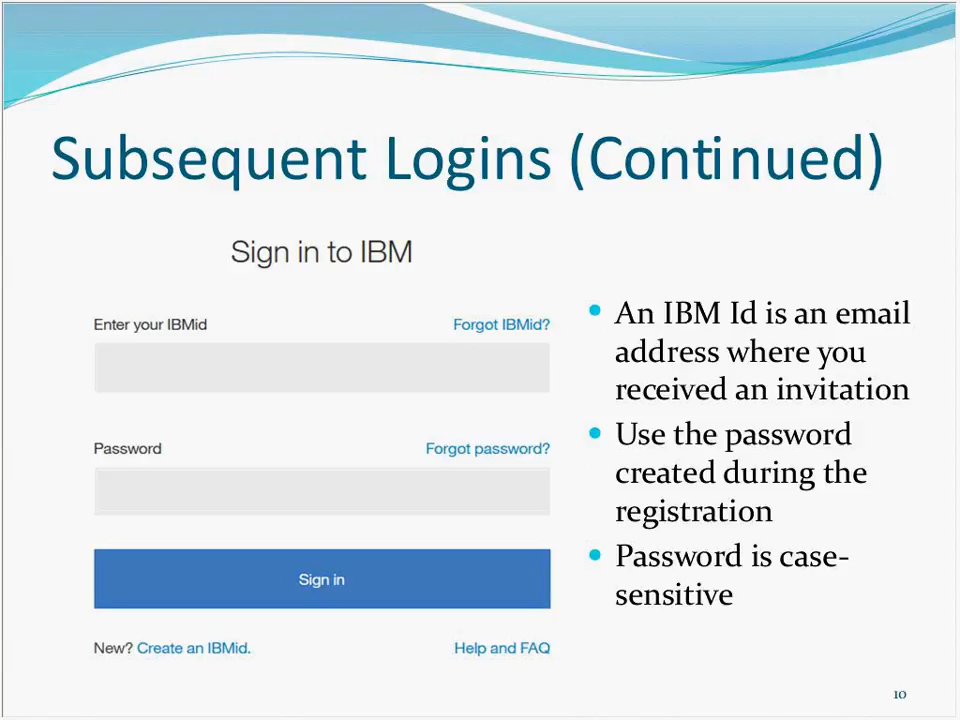 Subsequent Logins (Continued)
Sign in to IBM
Enter your IBMid
Forgot IBMid?
Password
Forgot password?
Sign in
New? Create an IBMid.
Help and FAQ
An IBM Id is an email
address where you
received an invitation
Use the password
created during the
registration
Password is case-
sensitive
10